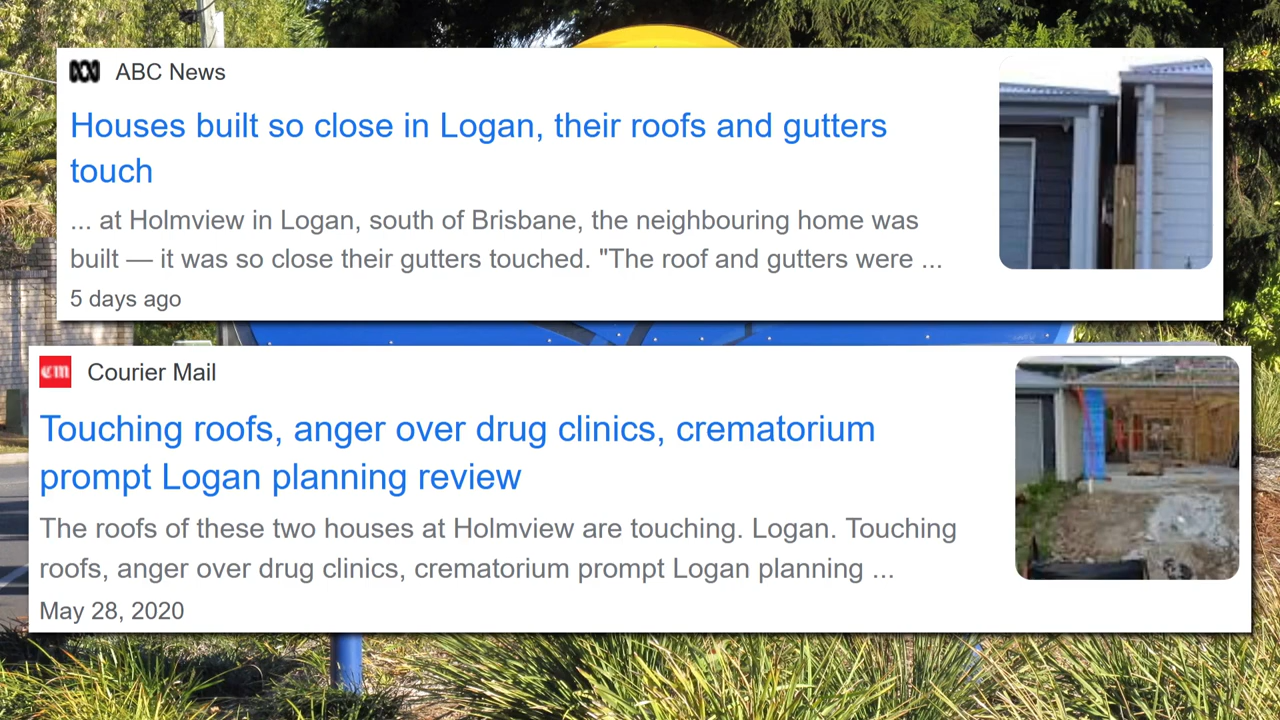 ABC News
Houses built so close in Logan, their roofs and gutters
touch
... at Holmview in Logan, south of Brisbane, the neighbouring home was
built — it was so close their gutters touched. "The roof and gutters were ...
5 days ago
cm Courier Mail
Touching roofs, anger over drug clinics, crematorium
prompt Logan planning review
The roofs of these two houses at Holmview are touching. Logan. Touching
roofs, anger over drug clinics, crematorium prompt Logan planning ...
May 28, 2020